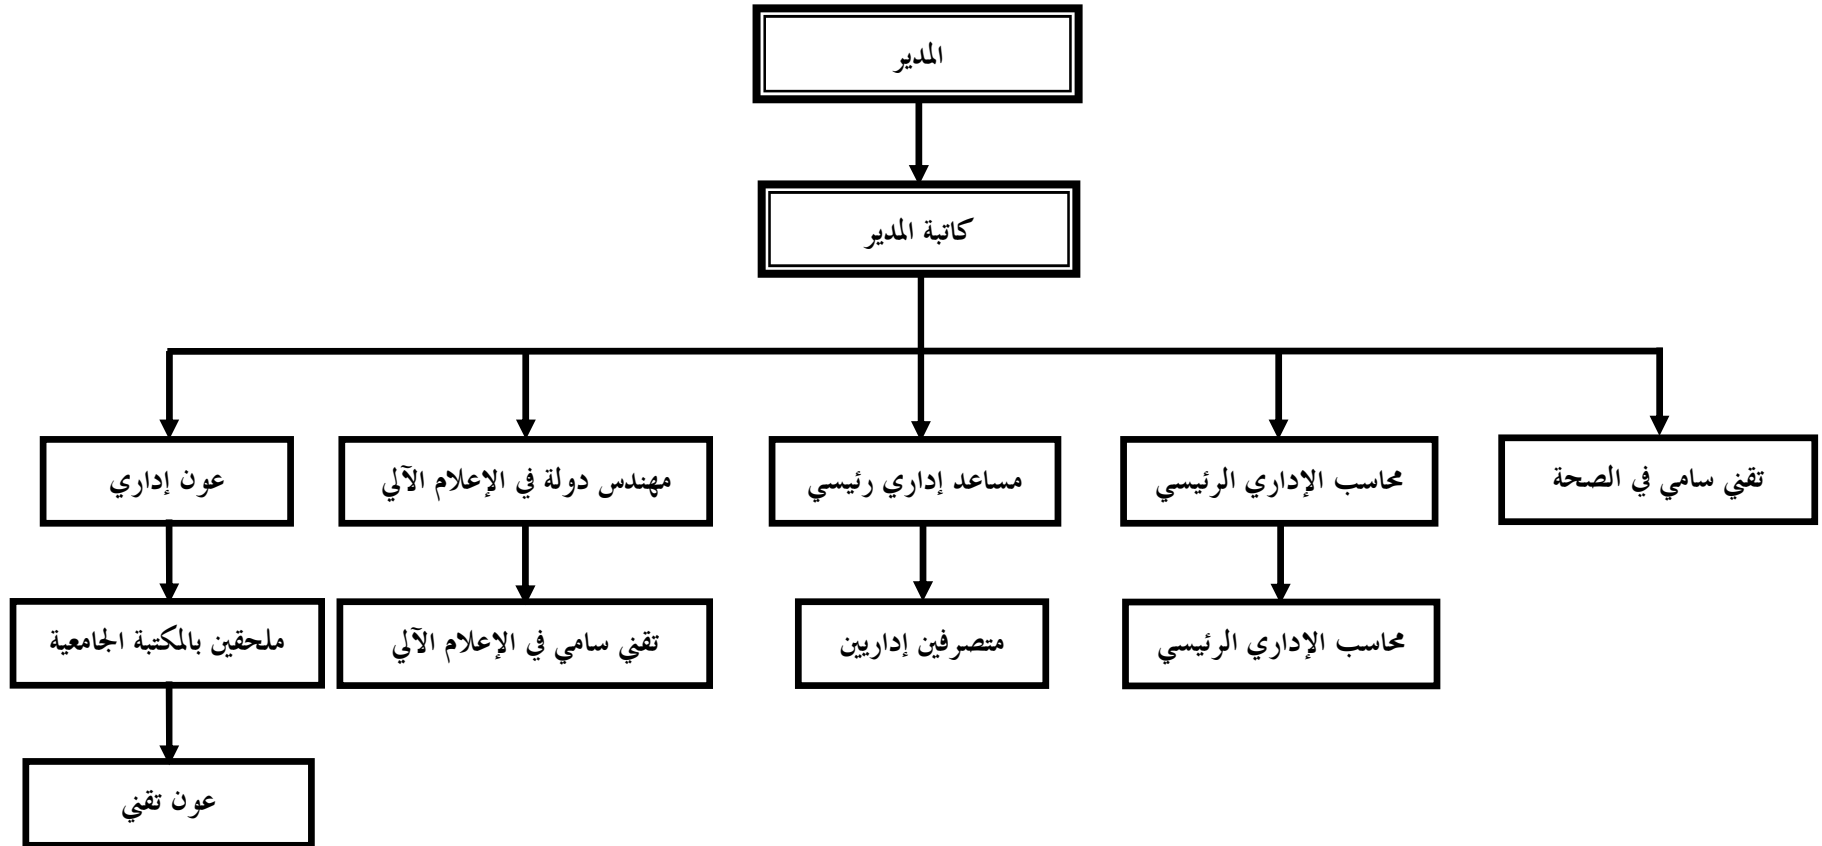 المدير
كاتبة المدير
تقني سامي في الصحة
محاسب الإداري الرئيسي
مساعد إداري رئيسي
مهندس دولة في الإعلام الآلي
عون إداري
محاسب الإداري الرئيسي
متصرفين إداريين
تقني سامي في الإعلام الآلي
ملحقين بالمكتبة الجامعية
عون تقني